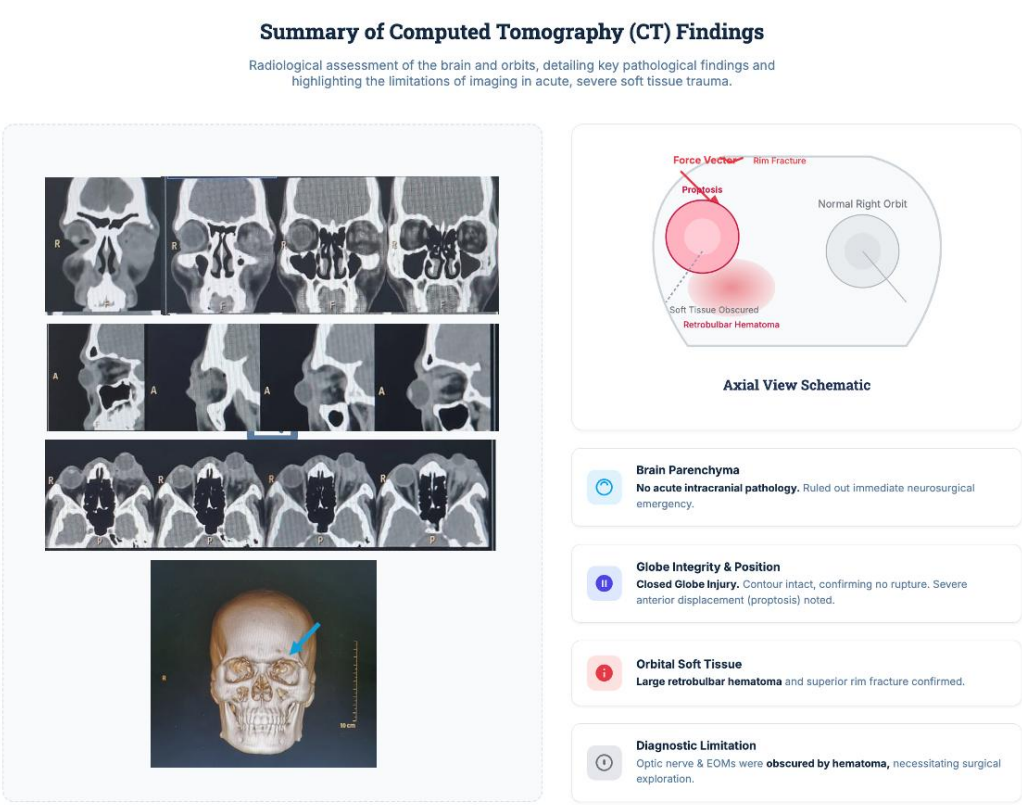 Summary of Computed Tomography (CT) Findings
Radiological assessment of the brain and orbits, detailing key pathological findings and
highlighting the limitations of imaging in acute, severe soft tissue trauma.
R
R
R
R
F
F
F
F
A
A
A
A
R
R
R
R
P
P
P
P
R
10 cm
Force Vector
Rim Fracture
Proptosis
Normal Right Orbit
Soft Tissue Obscured
Retrobulbar Hematoma
Axial View Schematic
Brain Parenchyma
No acute intracranial pathology. Ruled out immediate neurosurgical
emergency.
Globe Integrity & Position
Closed Globe Injury. Contour intact, confirming no rupture. Severe
anterior displacement (proptosis) noted.
Orbital Soft Tissue
Large retrobulbar hematoma and superior rim fracture confirmed.
Diagnostic Limitation
Optic nerve & EOMs were obscured by hematoma, necessitating surgical
exploration.